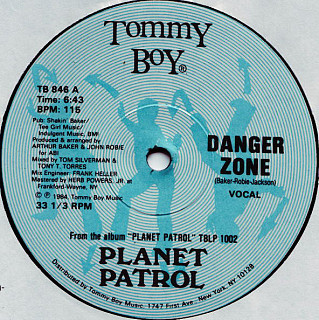 TOMMY
BOY®
TB 846 A
Time: 6:43
BPM: 115
Pub: Shakin' Baker/
Tee Girl Music/
Indulgent Music, BMI
Produced & arranged by
ARTHUR BAKER & JOHN ROBIE
for ABI
Mixed by TOM SILVERMAN &
TONY T. TORRES
Mix Engineer: FRANK HELLER
Mastered by HERB POWERS, JR. at
Frankford-Wayne, NY
© ℗ 1984, Tommy Boy Music
33 1/3 RPM
DANGER
ZONE
(Baker-Robie-Jackson)
VOCAL
From the album "PLANET PATROL" TBLP 1002
PLANET
PATROL
Distributed by Tommy Boy Music, 1747 First Ave., New York, NY 10128